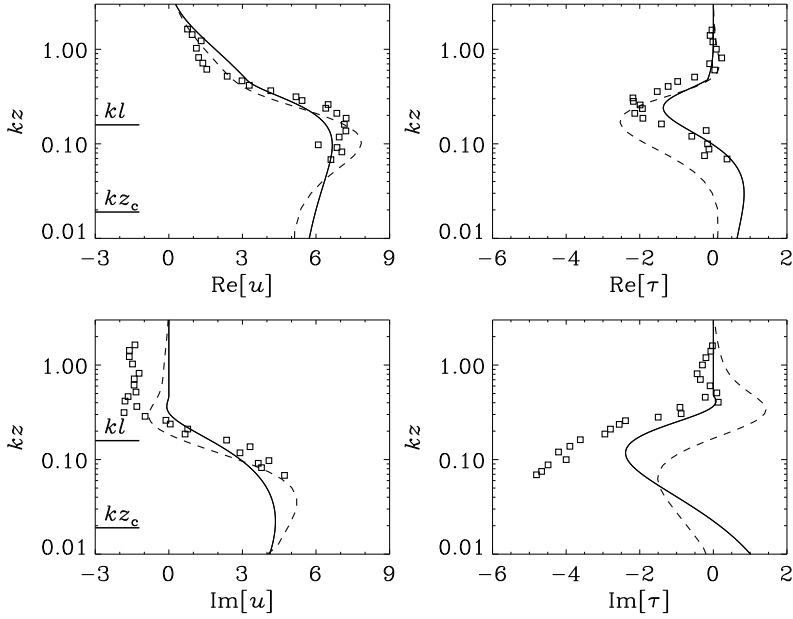 1.00
0.10
0.01
kz
kl
kz_c
−3 0 3 6 9
Re[u]
1.00
0.10
0.01
kz
−6 −4 −2 0 2
Re[τ]
1.00
0.10
0.01
kz
kl
kz_c
−3 0 3 6 9
Im[u]
1.00
0.10
0.01
kz
−6 −4 −2 0 2
Im[τ]